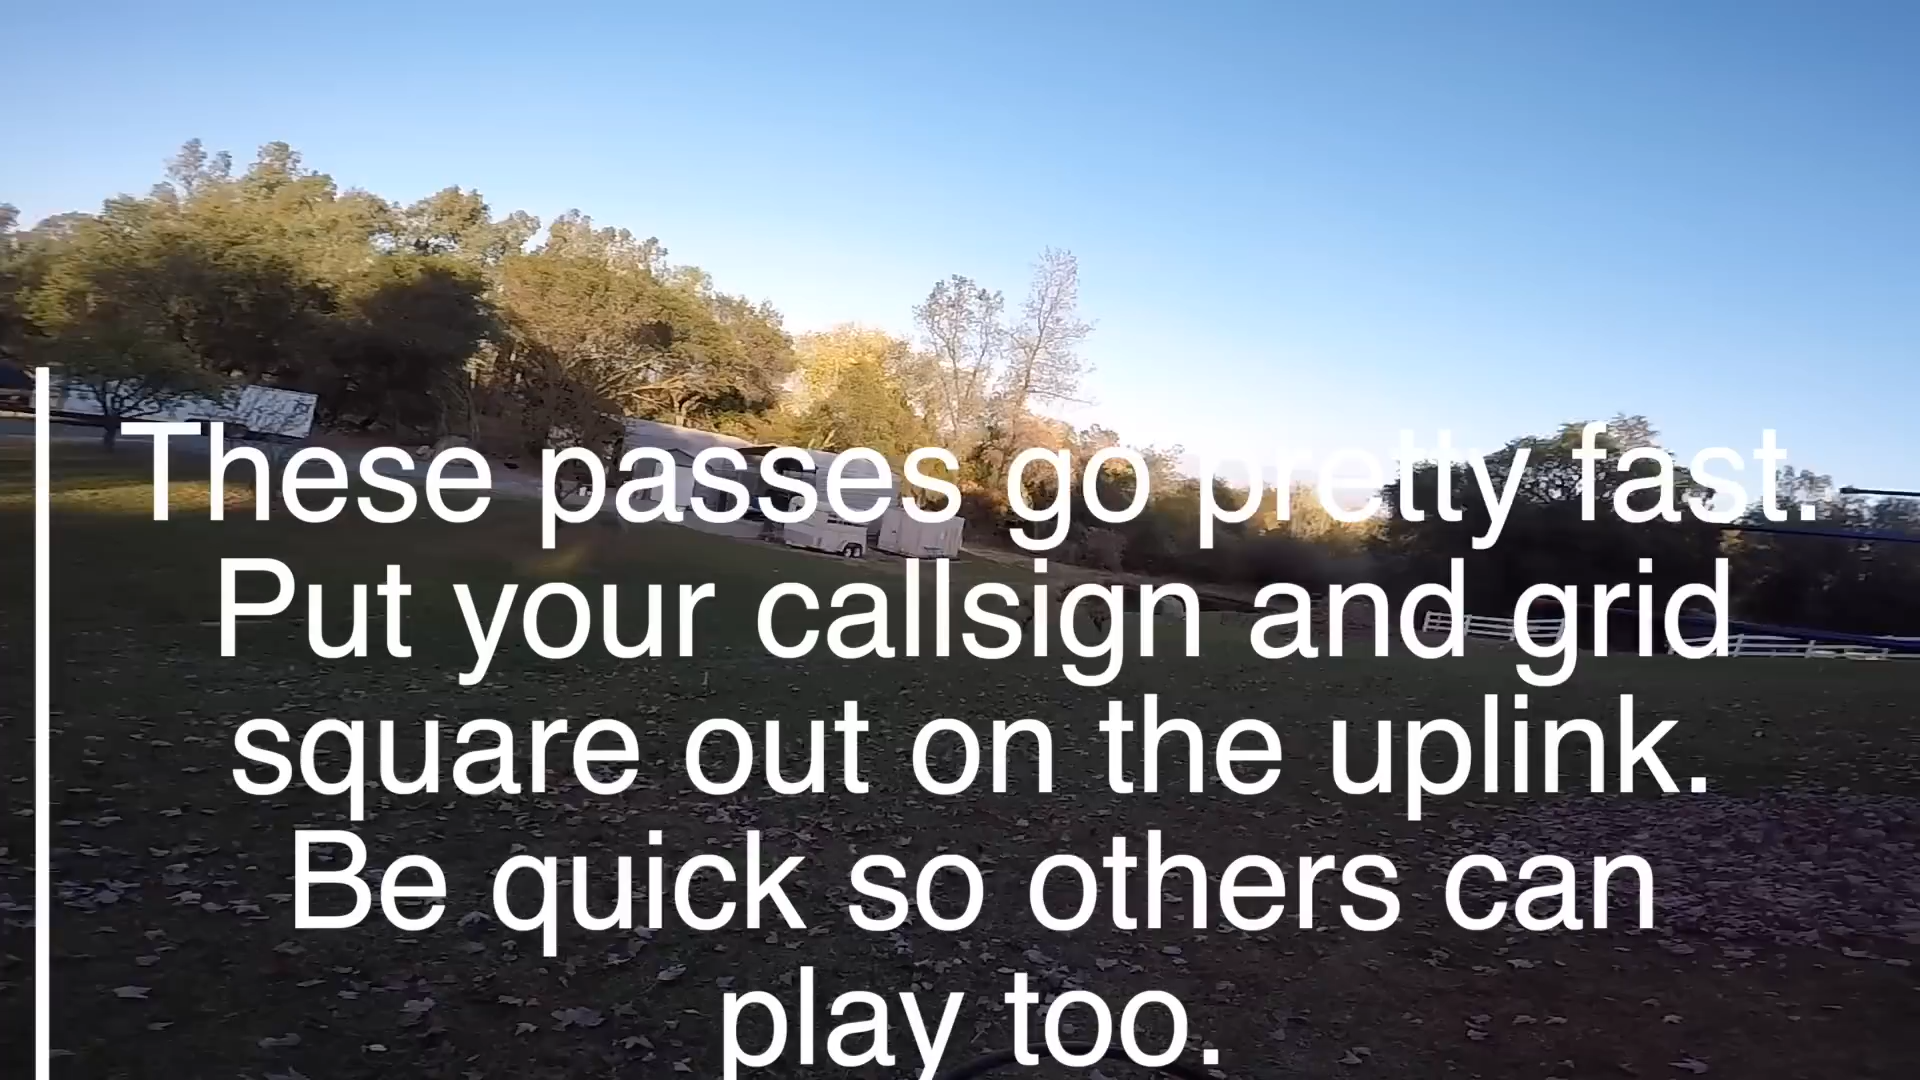 These passes go pretty fast.
Put your callsign and grid
square out on the uplink.
Be quick so others can
play too.